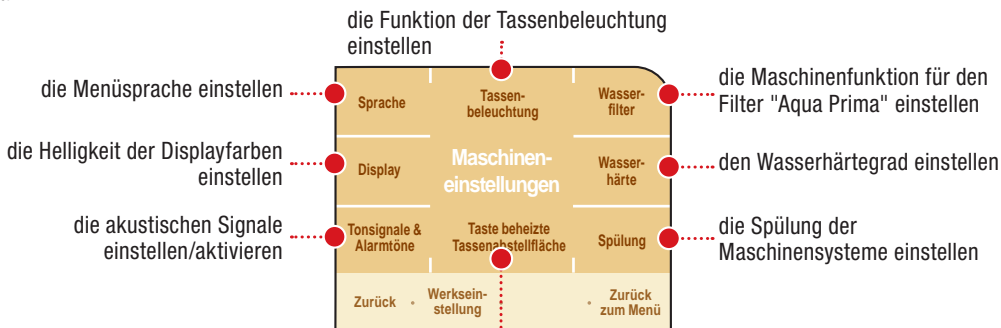 die Funktion der Tassenbeleuchtung
einstellen
die Menüsprache einstellen
die Maschinenfunktion für den
Filter "Aqua Prima" einstellen
Sprache
Tassen-
beleuchtung
Wasser-
filter
die Helligkeit der Displayfarben
einstellen
den Wasserhärtegrad einstellen
Display
Maschinen-
einstellungen
Wasser-
härte
die akustischen Signale
einstellen/aktivieren
die Spülung der
Maschinensysteme einstellen
Tonsignale &
Alarmtöne
Taste beheizte
Tassenabstellfläche
Spülung
Zurück
Werksein-
stellung
Zurück
zum Menü